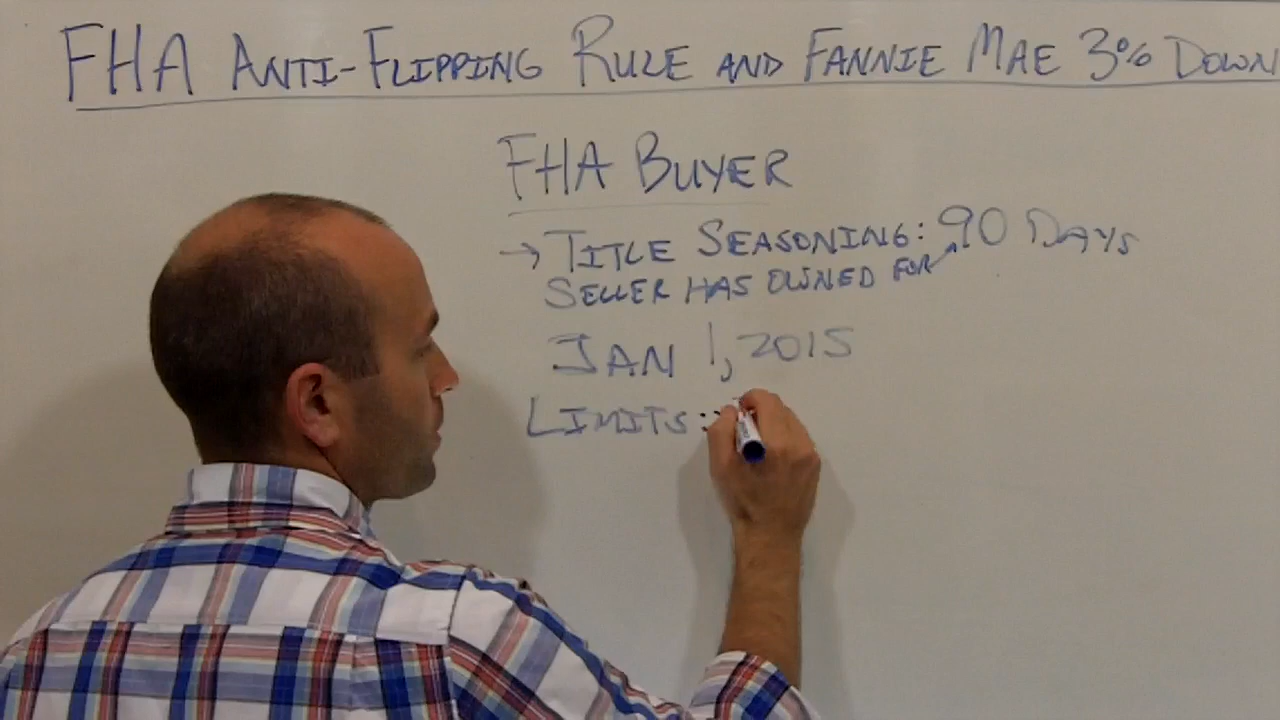 FHA ANTI-FLIPPING RULE AND FANNIE MAE 3% DOWN
FHA BUYER
→ TITLE SEASONING: 90 DAYS
SELLER HAS OWNED FOR
JAN 1, 2015
LIMITS: